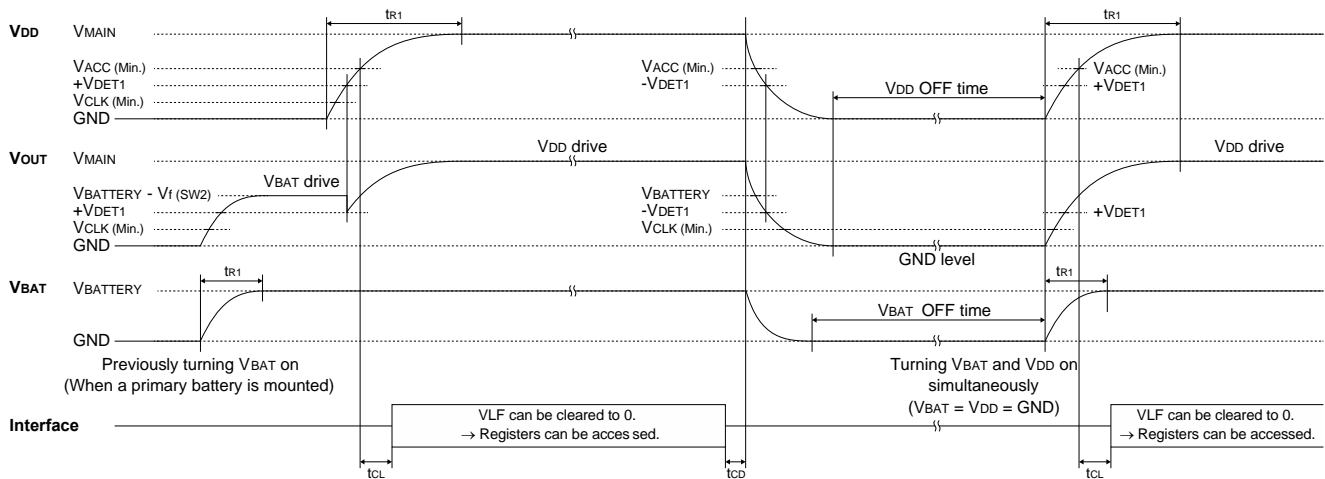 tR1 tR1
VDD VMAIN
VACC (Min.) VACC (Min.) VACC (Min.)
+VDET1 -VDET1 +VDET1
VCLK (Min.) VDD OFF time
GND
VOUT VMAIN VDD drive VDD drive
VBATTERY - Vf (SW2) VBAT drive VBATTERY
+VDET1 -VDET1 +VDET1
VCLK (Min.) VCLK (Min.)
GND GND level
tR1 tR1
VBAT VBATTERY
VBAT OFF time
GND
Previously turning VBAT on
(When a primary battery is mounted)
Turning VBAT and VDD on
simultaneously
(VBAT = VDD = GND)
Interface
VLF can be cleared to 0.
→ Registers can be acces sed.
VLF can be cleared to 0.
→ Registers can be accessed.
tCL tCD tCL